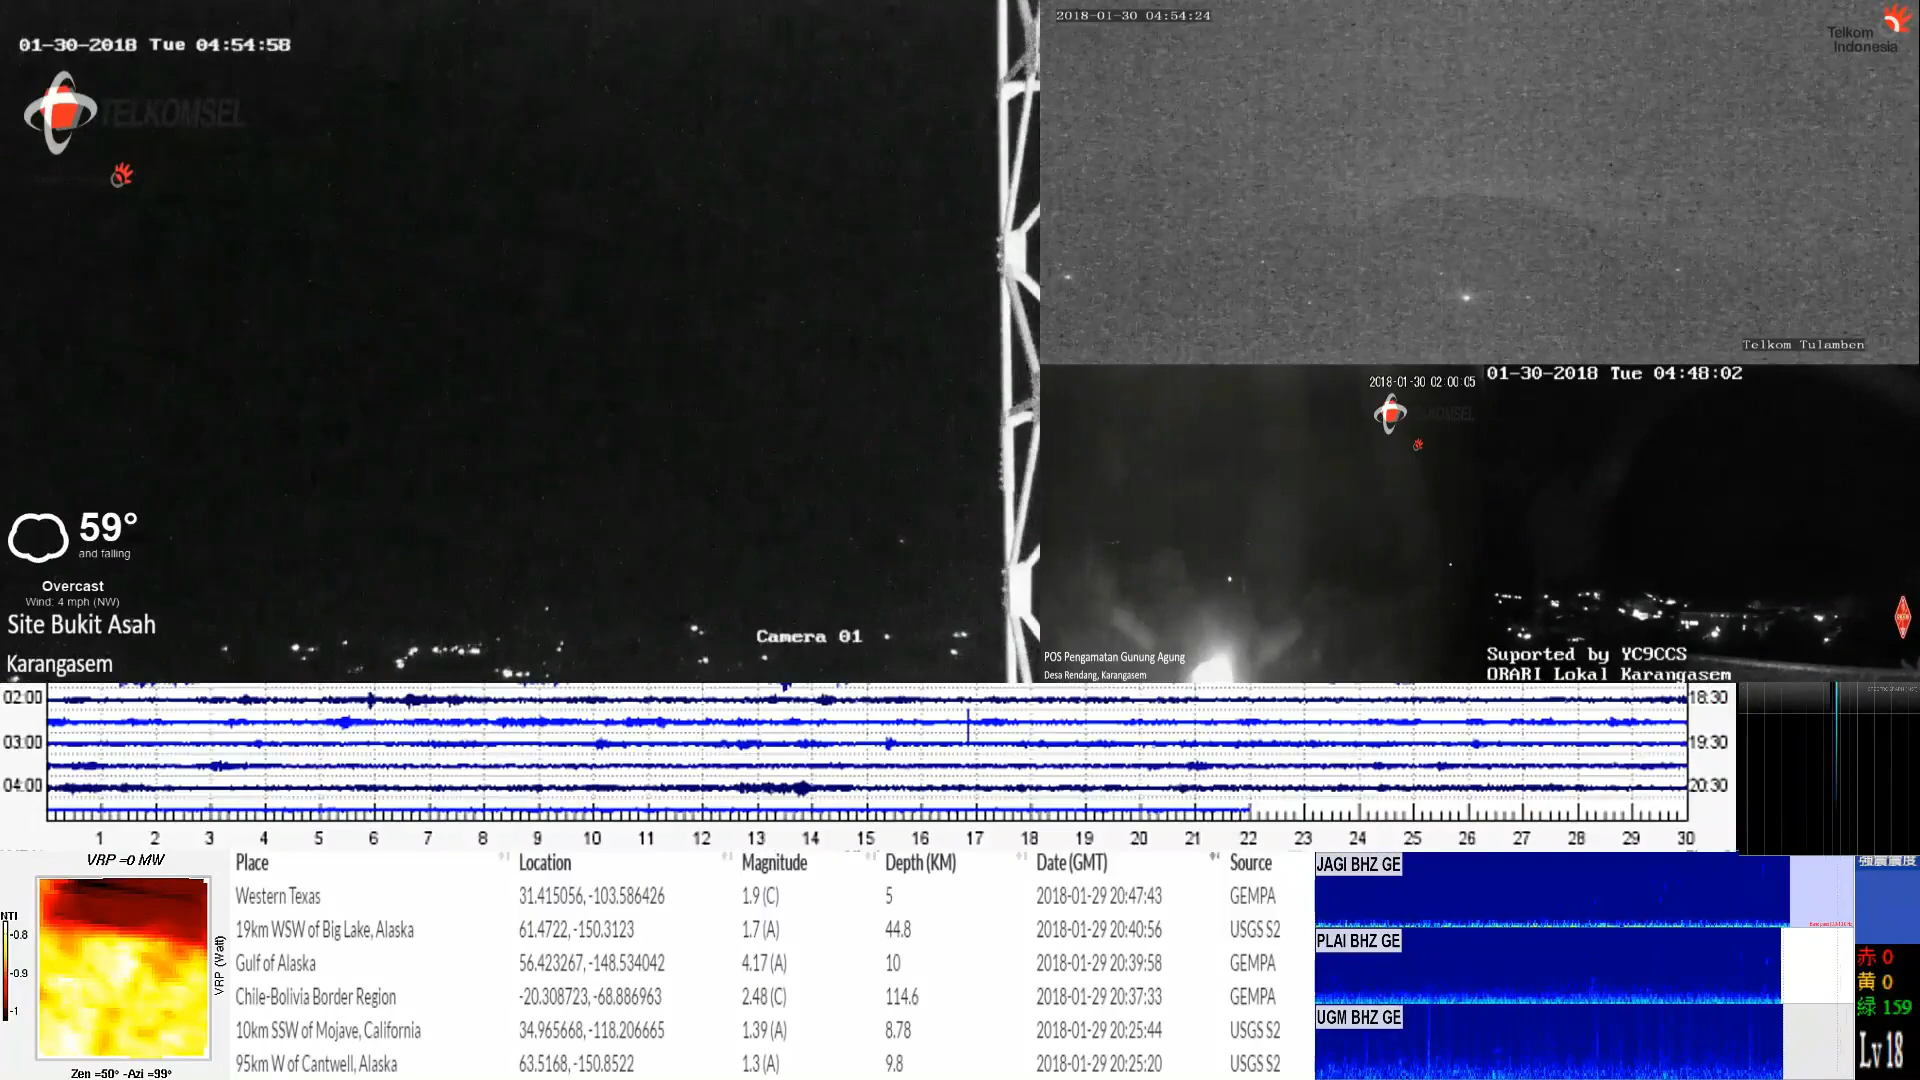 01-30-2018 Tue 04:54:58
TELKOMSEL
59°
and falling
Overcast
Wind: 4 mph (NW)
Site Bukit Asah
Karangasem
Camera 01
2018-01-30 04:54:24
Telkom
Indonesia
Telkom Tulamben
2018-01-30 02:00:05
POS Pengamatan Gunung Agung
Desa Rendang, Karangasem
01-30-2018 Tue 04:48:02
Suported by YC9CCS
ORARI Lokal Karangasem
02:00 18:30
03:00 19:30
04:00 20:30
1 2 3 4 5 6 7 8 9 10 11 12 13 14 15 16 17 18 19 20 21 22 23 24 25 26 27 28 29 30
VRP =0 MW
NTI
-0.8
-0.9
-1
VRP (Watt)
Zen =50° -Azi =99°
Place Location Magnitude Depth (KM) Date (GMT) Source
Western Texas 31.415056, -103.586426 1.9 (C) 5 2018-01-29 20:47:43 GEMPA
19km WSW of Big Lake, Alaska 61.4722, -150.3123 1.7 (A) 44.8 2018-01-29 20:40:56 USGS S2
Gulf of Alaska 56.423267, -148.534042 4.17 (A) 10 2018-01-29 20:39:58 GEMPA
Chile-Bolivia Border Region -20.308723, -68.886963 2.48 (C) 114.6 2018-01-29 20:37:33 GEMPA
10km SSW of Mojave, California 34.965668, -118.206665 1.39 (A) 8.78 2018-01-29 20:25:44 USGS S2
95km W of Cantwell, Alaska 63.5168, -150.8522 1.3 (A) 9.8 2018-01-29 20:25:20 USGS S2
JAGI BHZ GE
PLAI BHZ GE
UGM BHZ GE
強震震度
赤 0
黄 0
緑 159
Lv 18